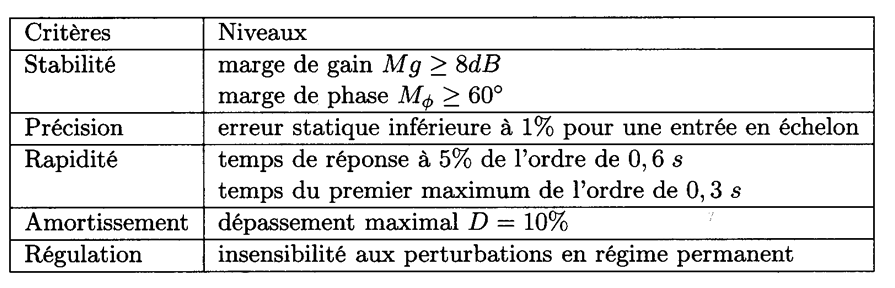 Critères Niveaux
Stabilité marge de gain $Mg \geq 8dB$
marge de phase $M_\phi \geq 60°$
Précision erreur statique inférieure à 1% pour une entrée en échelon
Rapidité temps de réponse à 5% de l'ordre de 0,6 s
temps du premier maximum de l'ordre de 0,3 s
Amortissement dépassement maximal $D = 10\%$
Régulation insensibilité aux perturbations en régime permanent